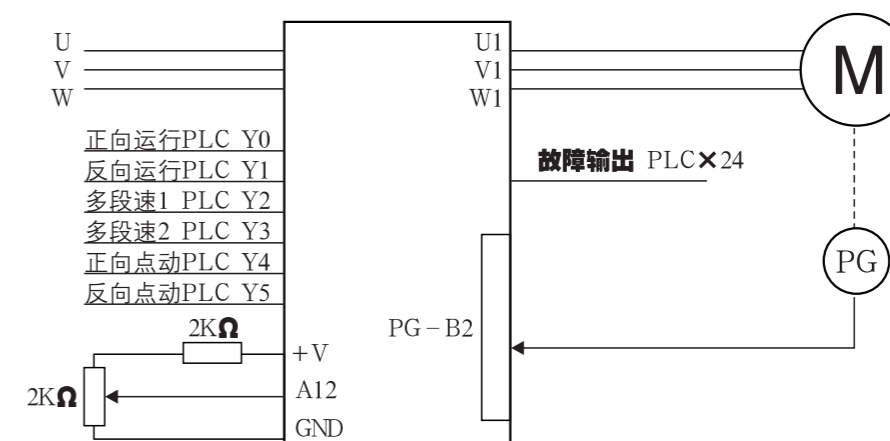 U
V
W
正向运行PLC Y0
反向运行PLC Y1
多段速1 PLC Y2
多段速2 PLC Y3
正向点动PLC Y4
反向点动PLC Y5
2KΩ
2KΩ
+V
A12
GND
U1
V1
W1
故障输出 PLC×24
PG-B2
M
PG